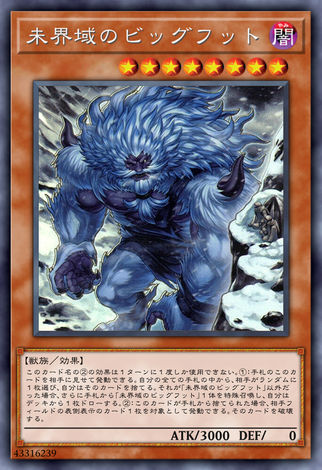 未界域のビッグフット
闇
やみ
【獣族／効果】
このカード名の②の効果は１ターンに１度しか使用できない。①：手札のこのカ
ードを相手に見せて発動できる。自分の全ての手札の中から、相手がランダムに
１枚選び、自分はそのカードを捨てる。それが「未界域のビッグフット」以外だ
った場合、さらに手札から「未界域のビッグフット」１体を特殊召喚し、自分は
デッキから１枚ドローする。②：このカードが手札から捨てられた場合、相手フ
ィールドの表側表示のカード１枚を対象として発動できる。そのカードを破壊
する。
ATK/3000 DEF/ 0
43316239